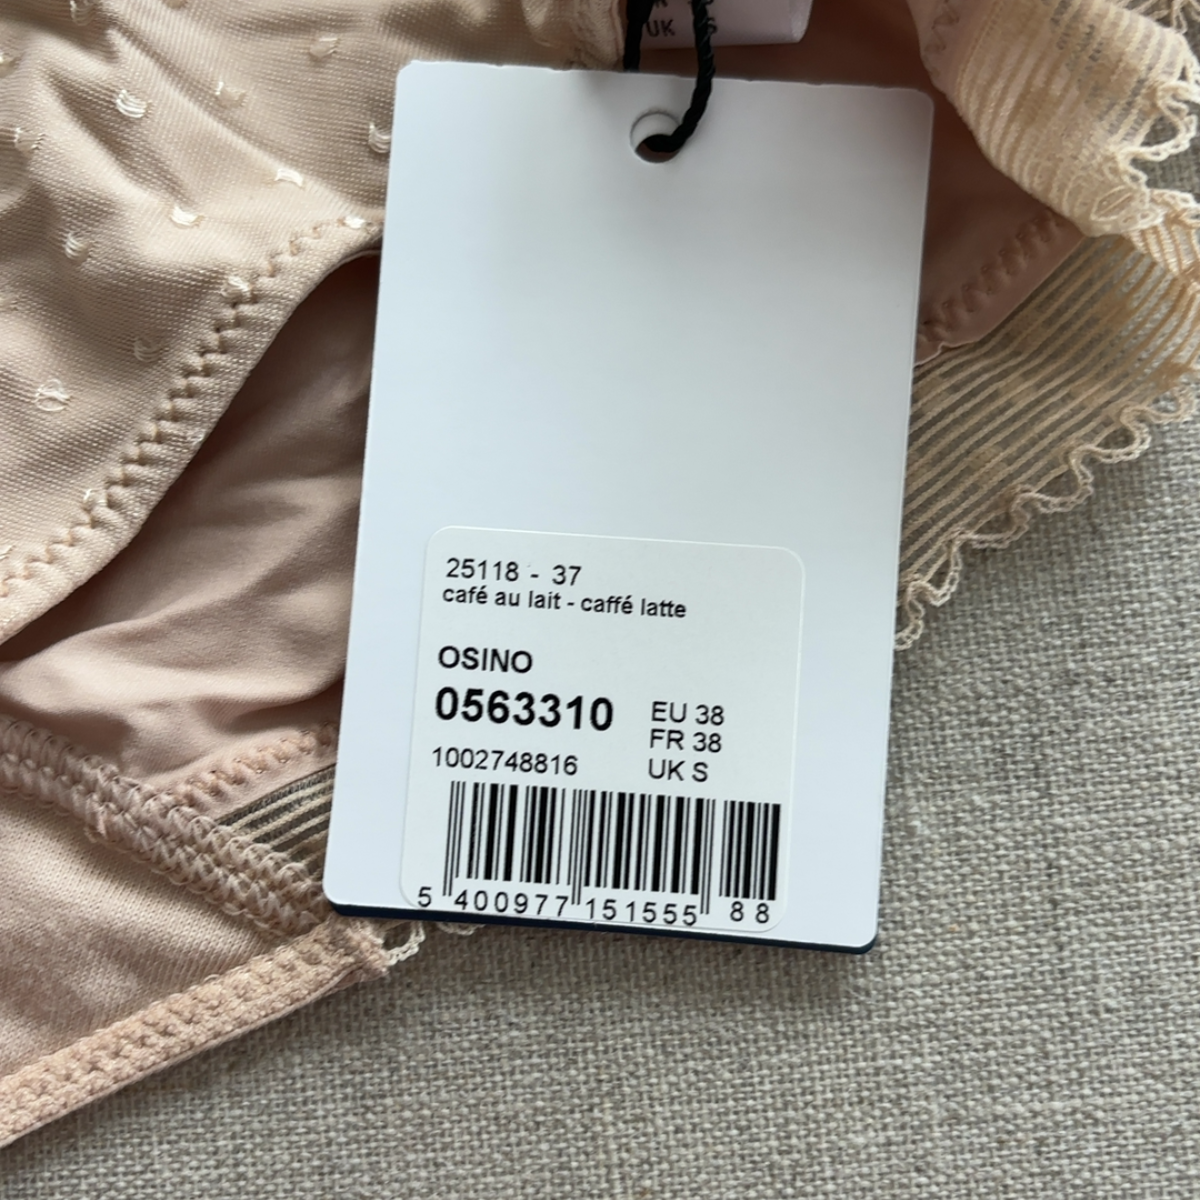 UK S
25118 - 37
café au lait - caffé latte
OSINO
0563310
EU 38
FR 38
1002748816
UK S
5 400977 151555 88